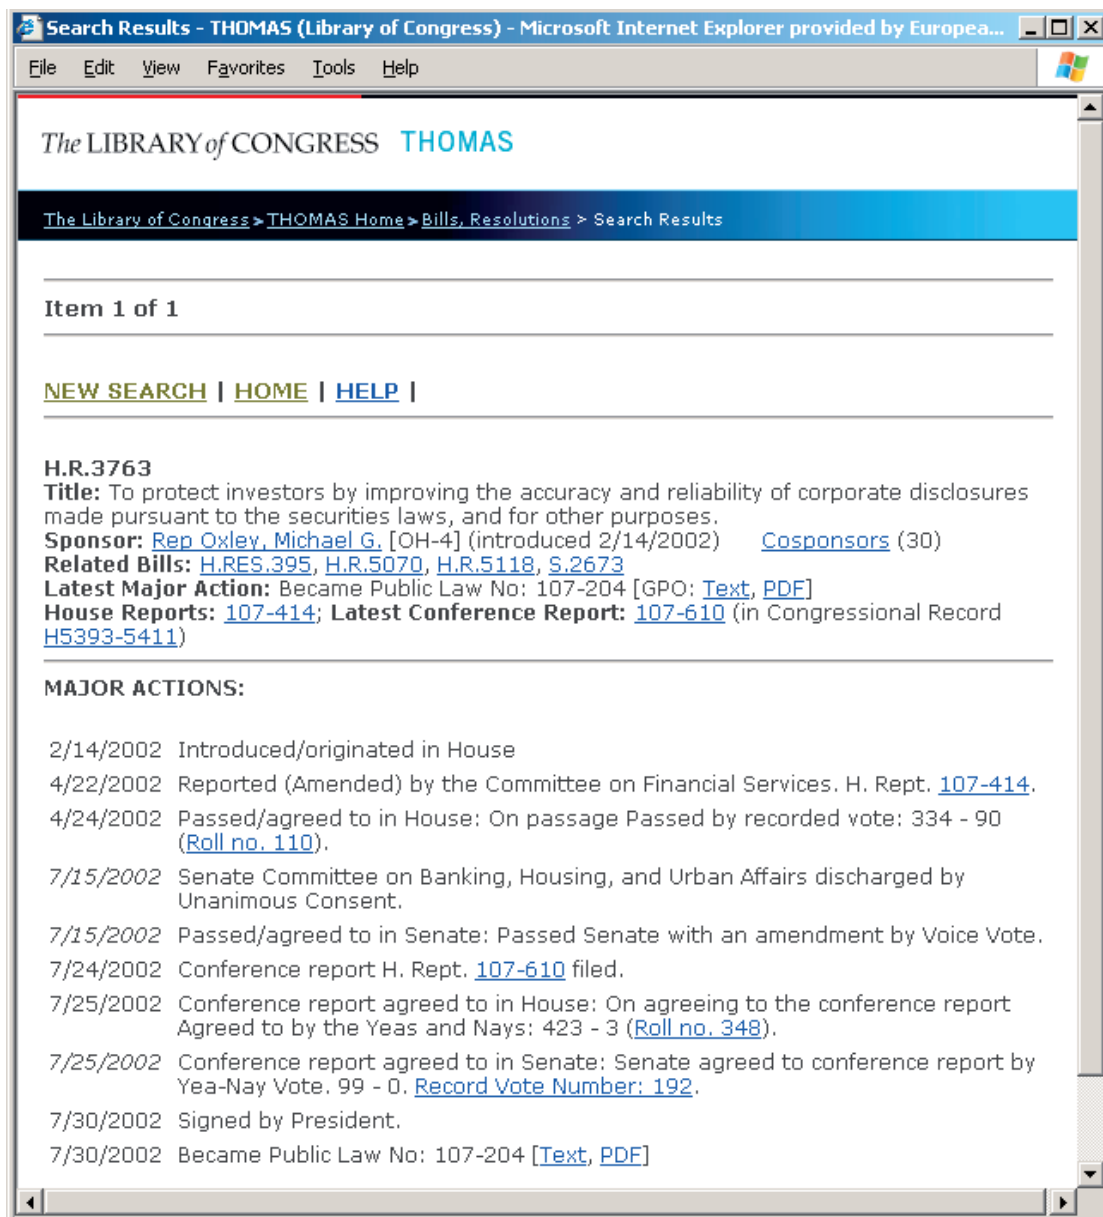 Search Results - THOMAS (Library of Congress) - Microsoft Internet Explorer provided by Europea...
File Edit View Favorites Tools Help
The LIBRARY of CONGRESS THOMAS
The Library of Congress > THOMAS Home > Bills, Resolutions > Search Results
Item 1 of 1
NEW SEARCH | HOME | HELP |
H.R.3763
Title: To protect investors by improving the accuracy and reliability of corporate disclosures
made pursuant to the securities laws, and for other purposes.
Sponsor: Rep Oxley, Michael G. [OH-4] (introduced 2/14/2002) Cosponsors (30)
Related Bills: H.RES.395, H.R.5070, H.R.5118, S.2673
Latest Major Action: Became Public Law No: 107-204 [GPO: Text, PDF]
House Reports: 107-414; Latest Conference Report: 107-610 (in Congressional Record
H5393-5411)
MAJOR ACTIONS:
2/14/2002 Introduced/originated in House
4/22/2002 Reported (Amended) by the Committee on Financial Services. H. Rept. 107-414.
4/24/2002 Passed/agreed to in House: On passage Passed by recorded vote: 334 - 90
(Roll no. 110).
7/15/2002 Senate Committee on Banking, Housing, and Urban Affairs discharged by
Unanimous Consent.
7/15/2002 Passed/agreed to in Senate: Passed Senate with an amendment by Voice Vote.
7/24/2002 Conference report H. Rept. 107-610 filed.
7/25/2002 Conference report agreed to in House: On agreeing to the conference report
Agreed to by the Yeas and Nays: 423 - 3 (Roll no. 348).
7/25/2002 Conference report agreed to in Senate: Senate agreed to conference report by
Yea-Nay Vote. 99 - 0. Record Vote Number: 192.
7/30/2002 Signed by President.
7/30/2002 Became Public Law No: 107-204 [Text, PDF]